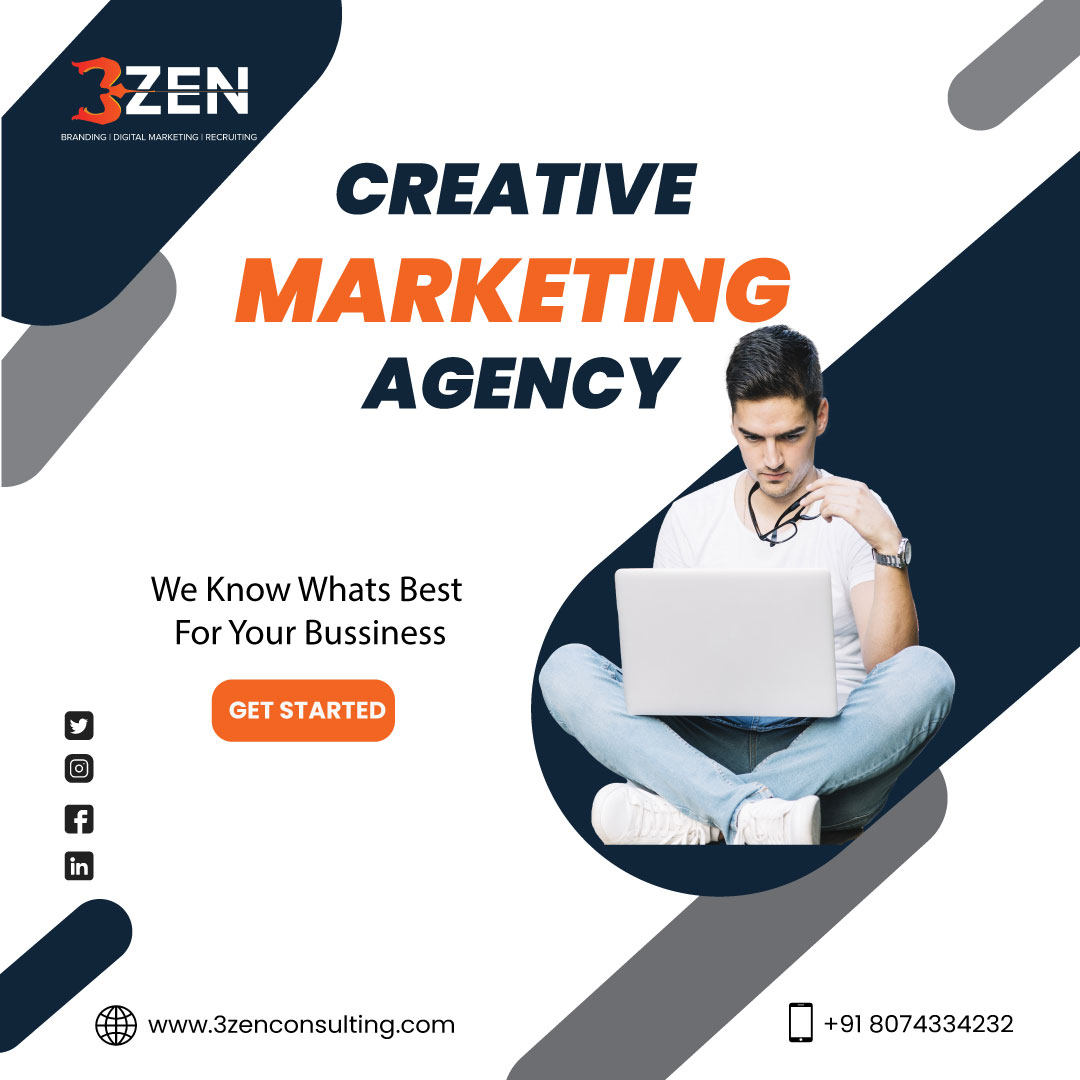 3ZEN
BRANDING | DIGITAL MARKETING | RECRUITING
CREATIVE
MARKETING
AGENCY
We Know Whats Best
For Your Bussiness
GET STARTED
www.3zenconsulting.com
+91 8074334232